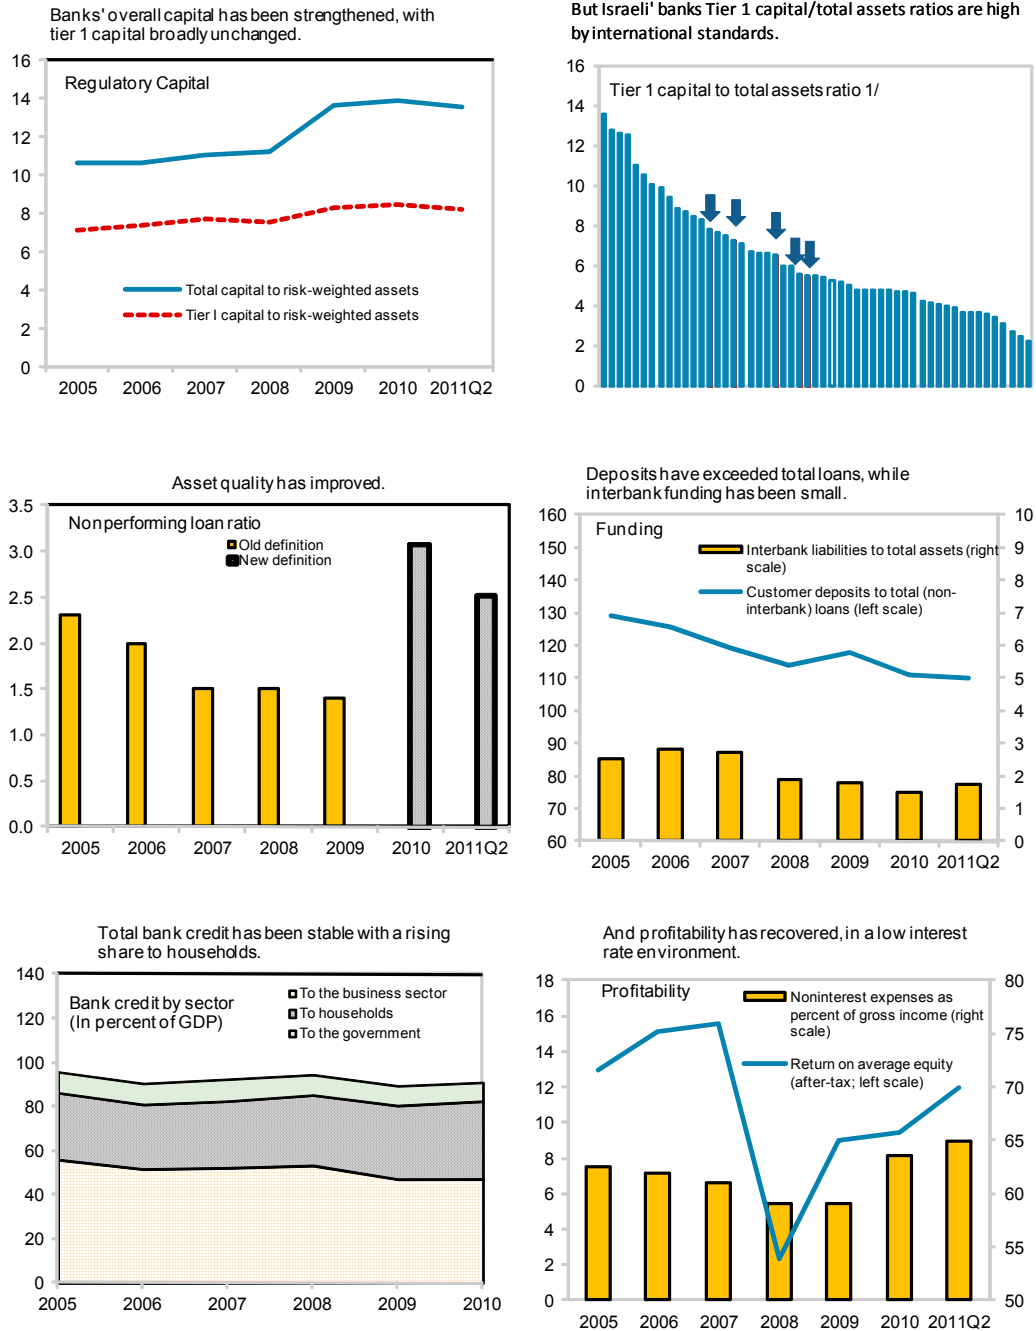 Banks' overall capital has been strengthened, with
tier 1 capital broadly unchanged.
16
Regulatory Capital
14
12
10
8
6
4
2
0
Total capital to risk-weighted assets
Tier I capital to risk-weighted assets
2005 2006 2007 2008 2009 2010 2011Q2
But Israeli' banks Tier 1 capital/total assets ratios are high
by international standards.
16
Tier 1 capital to total assets ratio 1/
14
12
10
8
6
4
2
0
Asset quality has improved.
3.5
Nonperforming loan ratio
Old definition
New definition
3.0
2.5
2.0
1.5
1.0
0.5
0.0
2005 2006 2007 2008 2009 2010 2011Q2
Deposits have exceeded total loans, while
interbank funding has been small.
160
150
140
130
120
110
100
90
80
70
60
Funding
Interbank liabilities to total assets (right
scale)
Customer deposits to total (non-
interbank) loans (left scale)
10
9
8
7
6
5
4
3
2
1
0
2005 2006 2007 2008 2009 2010 2011Q2
Total bank credit has been stable with a rising
share to households.
140
120
100
80
60
40
20
0
Bank credit by sector
(In percent of GDP)
To the business sector
To households
To the government
2005 2006 2007 2008 2009 2010
And profitability has recovered, in a low interest
rate environment.
18
16
14
12
10
8
6
4
2
0
Profitability
Noninterest expenses as
percent of gross income (right
scale)
Return on average equity
(after-tax; left scale)
80
75
70
65
60
55
50
2005 2006 2007 2008 2009 2010 2011Q2